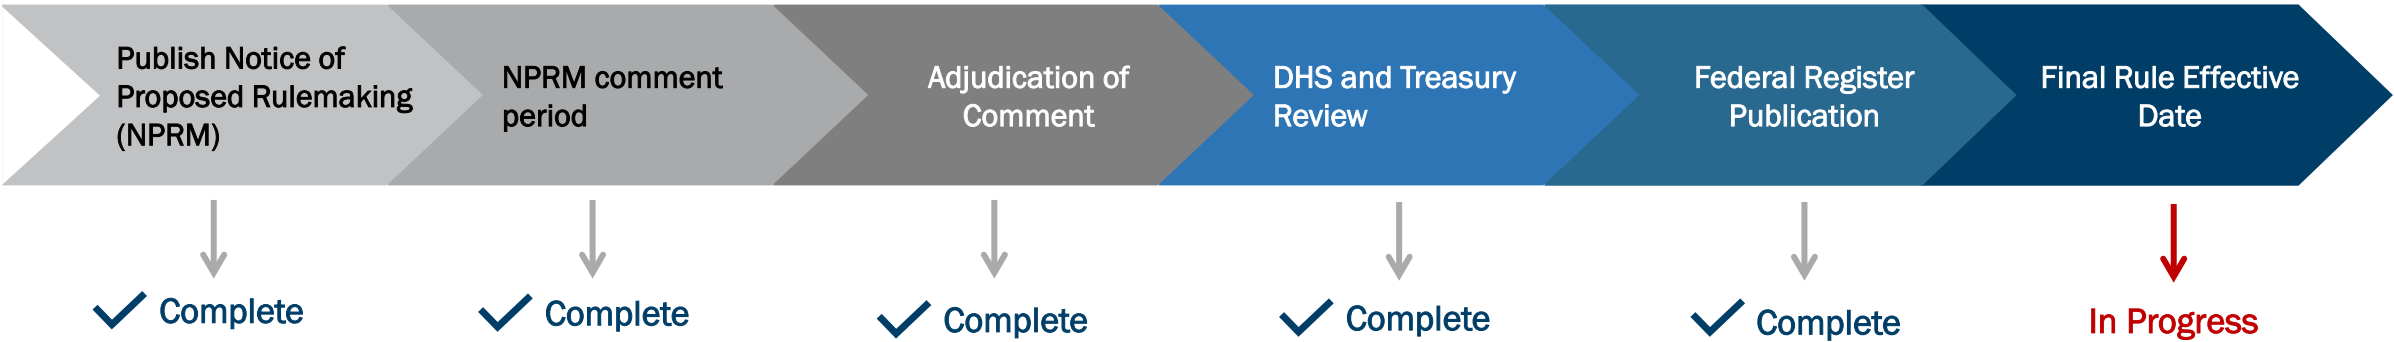 Publish Notice of
Proposed Rulemaking
(NPRM)
NPRM comment
period
Adjudication of
Comment
DHS and Treasury
Review
Federal Register
Publication
Final Rule Effective
Date
Complete
Complete
Complete
Complete
Complete
In Progress